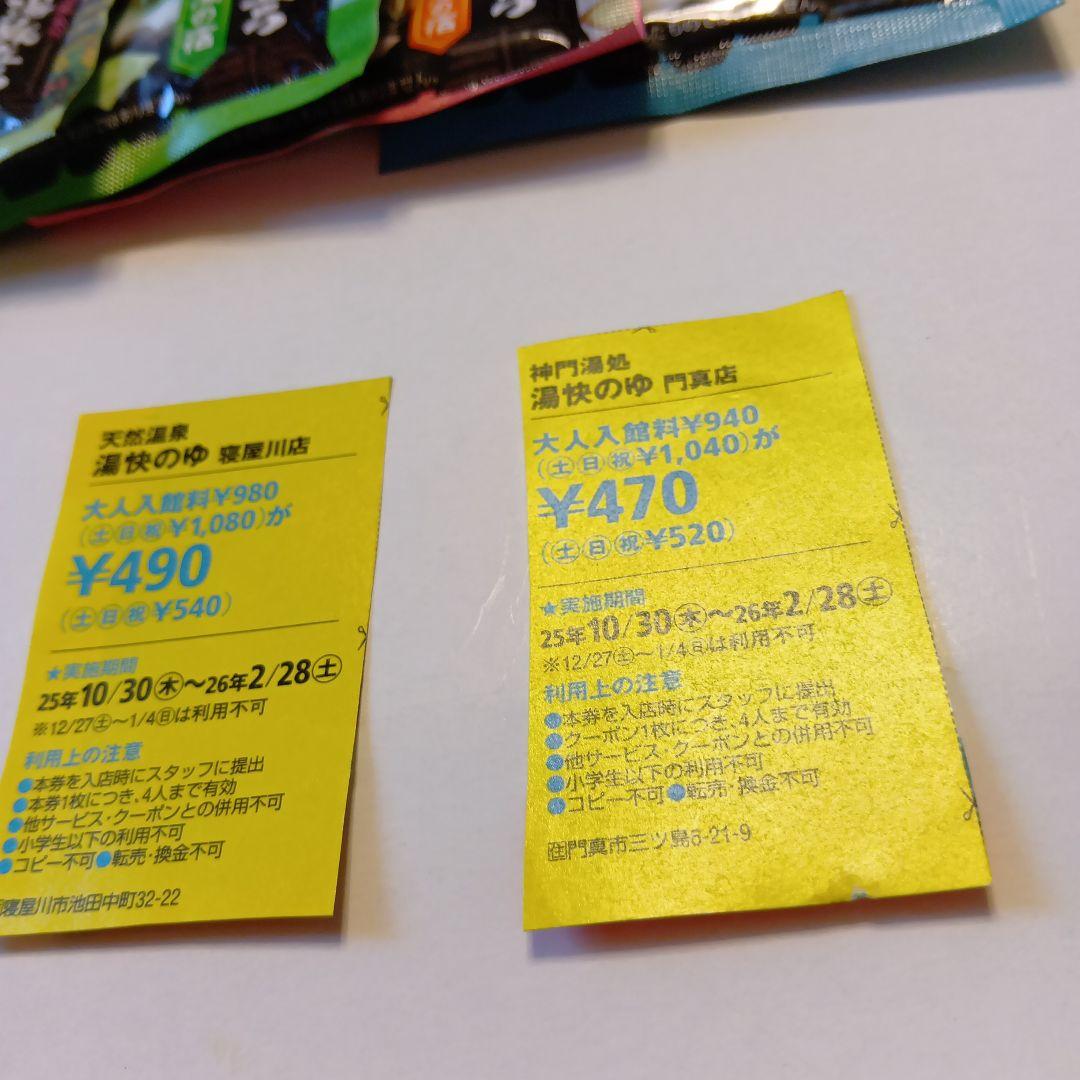 の宿
の宿
天然温泉
湯快のゆ 寝屋川店
大人入館料¥980
(土日祝¥1,080)が
¥490
(土日祝¥540)
★実施期間
25年10/30木〜26年2/28土
※12/27土〜1/4日は利用不可
利用上の注意
●本券を入店時にスタッフに提出
●本券1枚につき、4人まで有効
●他サービス・クーポンとの併用不可
●小学生以下の利用不可
●コピー不可●転売・換金不可
寝屋川市池田中町32-22
神門湯処
湯快のゆ 門真店
大人入館料¥940
(土日祝¥1,040)が
¥470
(土日祝¥520)
★実施期間
25年10/30木〜26年2/28土
※12/27土〜1/4日は利用不可
利用上の注意
●本券を入店時にスタッフに提出
●クーポン1枚につき、4人まで有効
●他サービス・クーポンとの併用不可
●小学生以下の利用不可
●コピー不可●転売・換金不可
住門真市三ツ島6-21-9